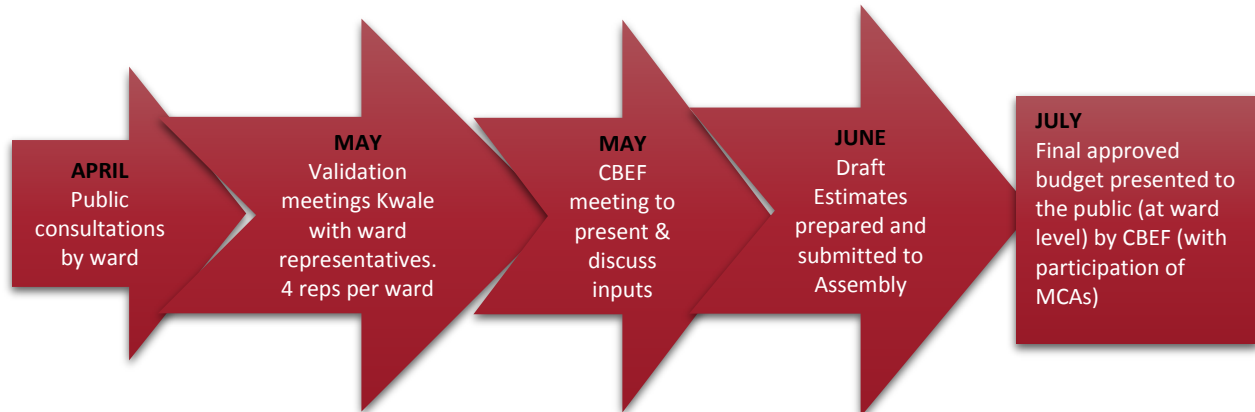 APRIL
Public
consultations
by ward
MAY
Validation
meetings Kwale
with ward
representatives.
4 reps per ward
MAY
CBEF
meeting to
present &
discuss
inputs
JUNE
Draft
Estimates
prepared and
submitted to
Assembly
JULY
Final approved
budget presented to
the public (at ward
level) by CBEF (with
participation of
MCAs)